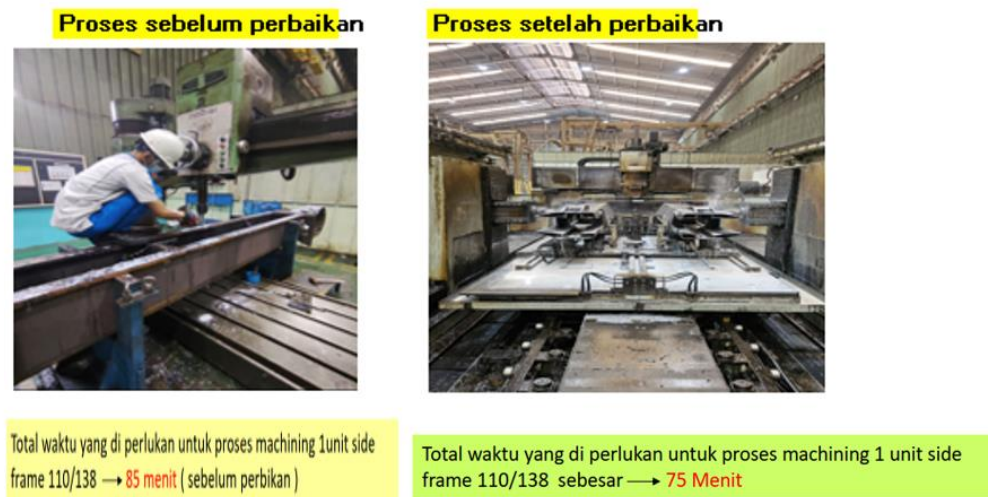 Proses sebelum perbaikan
Proses setelah perbaikan
Total waktu yang di perlukan untuk proses machining 1unit side
frame 110/138 → 85 menit ( sebelum perbikan )
Total waktu yang di perlukan untuk proses machining 1 unit side
frame 110/138 sebesar → 75 Menit